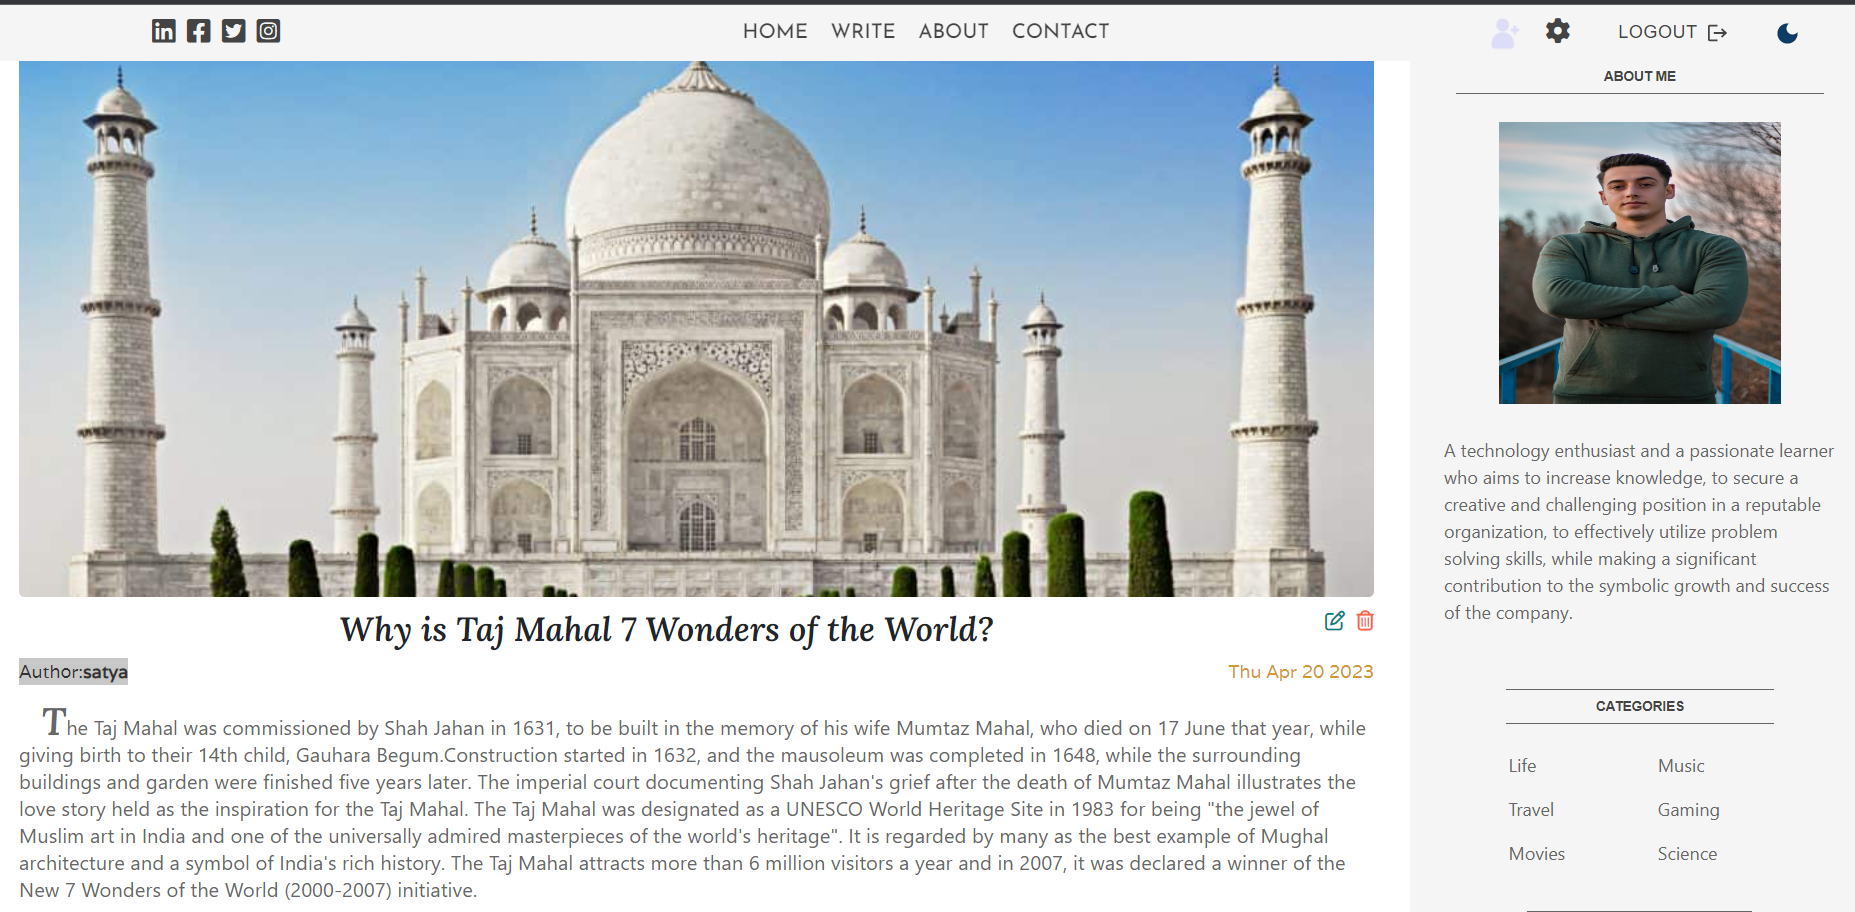 HOME WRITE ABOUT CONTACT LOGOUT
Why is Taj Mahal 7 Wonders of the World?
Author:satya
Thu Apr 20 2023
The Taj Mahal was commissioned by Shah Jahan in 1631, to be built in the memory of his wife Mumtaz Mahal, who died on 17 June that year, while
giving birth to their 14th child, Gauhara Begum.Construction started in 1632, and the mausoleum was completed in 1648, while the surrounding
buildings and garden were finished five years later. The imperial court documenting Shah Jahan's grief after the death of Mumtaz Mahal illustrates the
love story held as the inspiration for the Taj Mahal. The Taj Mahal was designated as a UNESCO World Heritage Site in 1983 for being "the jewel of
Muslim art in India and one of the universally admired masterpieces of the world's heritage". It is regarded by many as the best example of Mughal
architecture and a symbol of India's rich history. The Taj Mahal attracts more than 6 million visitors a year and in 2007, it was declared a winner of the
New 7 Wonders of the World (2000-2007) initiative.
ABOUT ME
A technology enthusiast and a passionate learner
who aims to increase knowledge, to secure a
creative and challenging position in a reputable
organization, to effectively utilize problem
solving skills, while making a significant
contribution to the symbolic growth and success
of the company.
CATEGORIES
Life Music
Travel Gaming
Movies Science